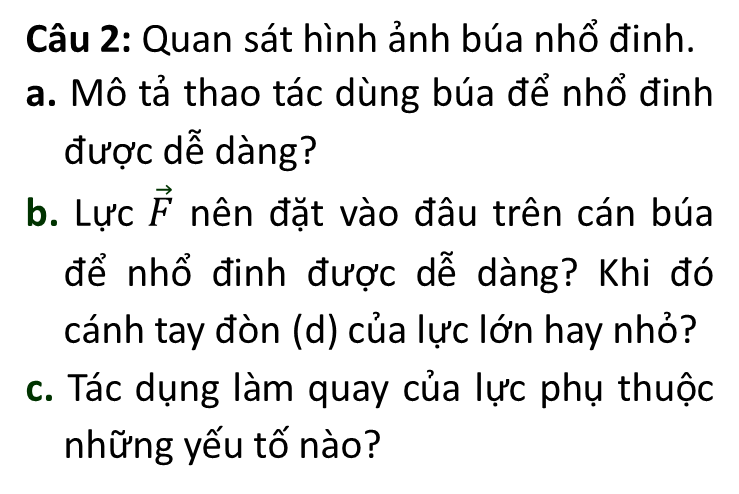 Câu 2: Quan sát hình ảnh búa nhổ đinh.
a. Mô tả thao tác dùng búa để nhổ đinh
được dễ dàng?
b. Lực $\vec{F}$ nên đặt vào đâu trên cán búa
để nhổ đinh được dễ dàng? Khi đó
cánh tay đòn (d) của lực lớn hay nhỏ?
c. Tác dụng làm quay của lực phụ thuộc
những yếu tố nào?